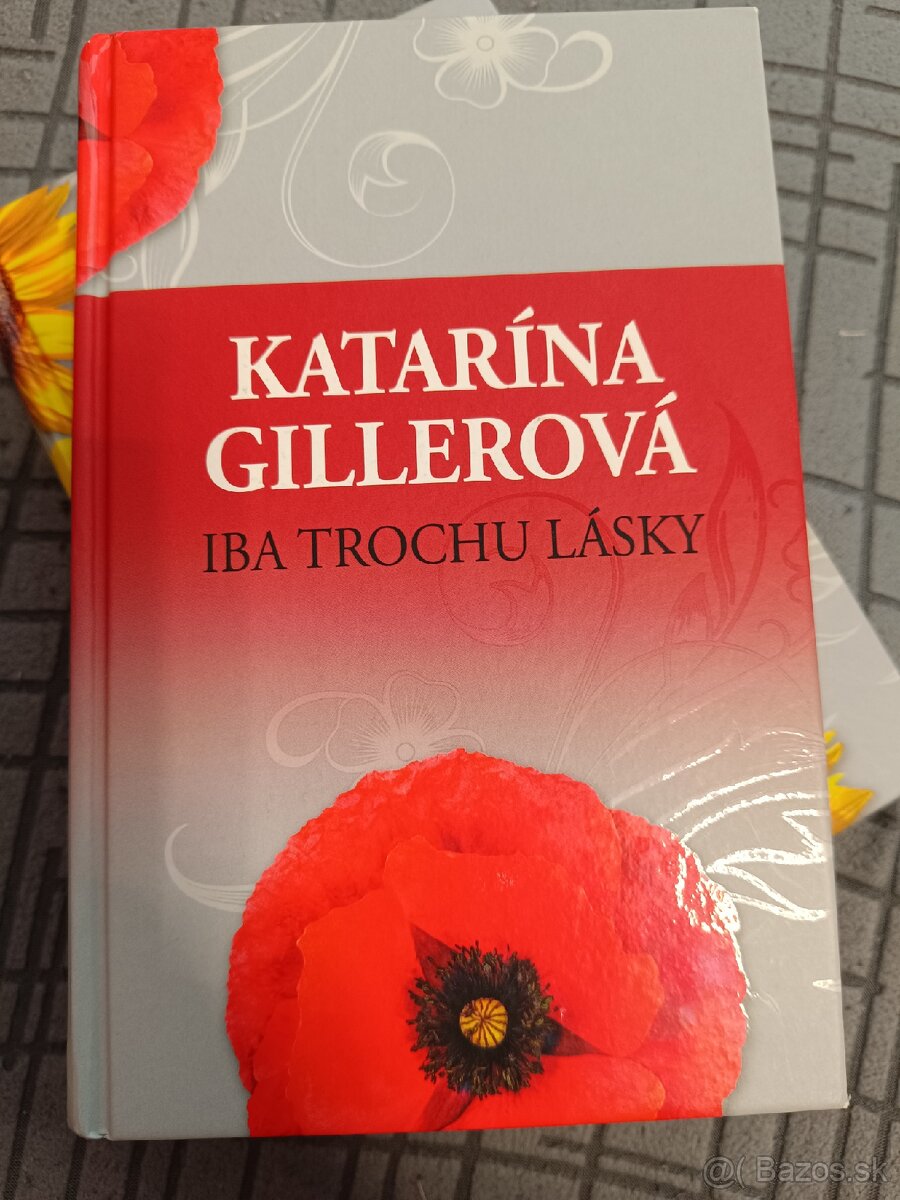 KATARÍNA
GILLEROVÁ
IBA TROCHU LÁSKY
@( Bazos.sk